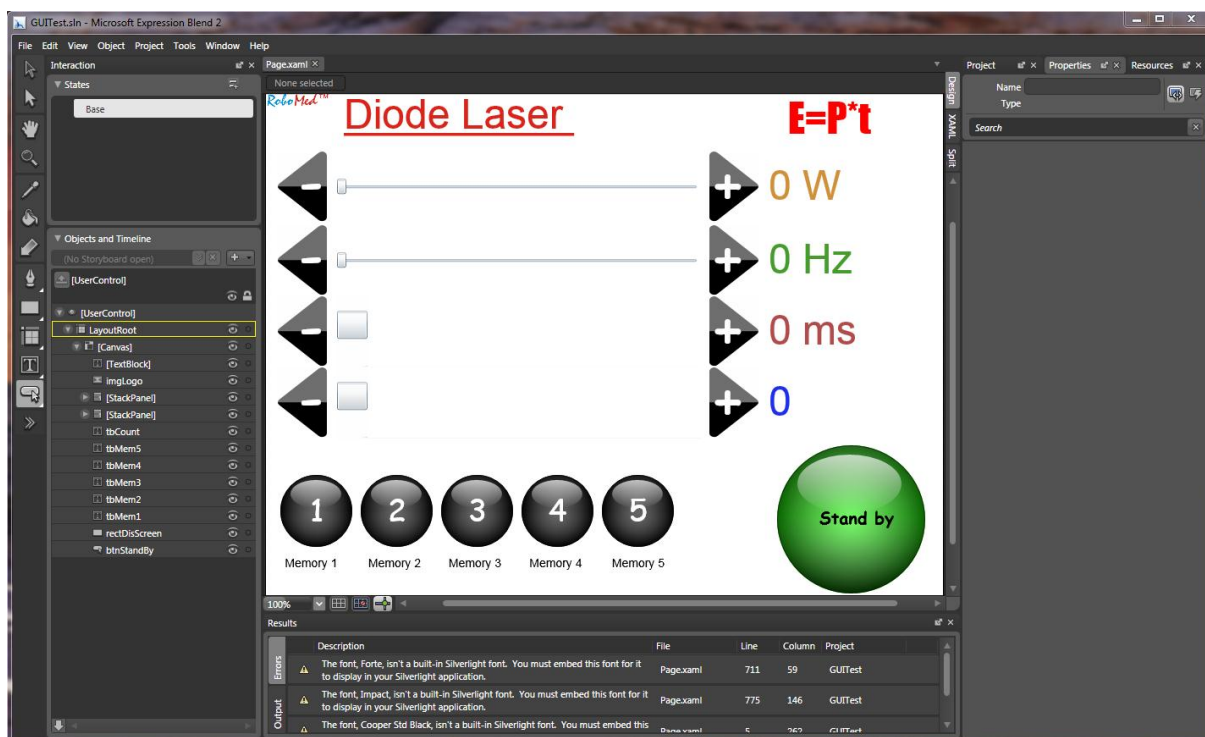 GUITest.sln - Microsoft Expression Blend 2
File Edit View Object Project Tools Window Help
Interaction
States
Base
Objects and Timeline
(No Storyboard open)
[UserControl]
[UserControl]
LayoutRoot
[Canvas]
[TextBlock]
imgLogo
[StackPanel]
[StackPanel]
tbCount
tbMem5
tbMem4
tbMem3
tbMem2
tbMem1
rectDisScreen
btnStandBy
Page.xaml
None selected
RoboMed™
Diode Laser
E=P*t
0 W
0 Hz
0 ms
0
1 2 3 4 5
Memory 1 Memory 2 Memory 3 Memory 4 Memory 5
Stand by
Design
XAML
Split
100%
Results
Errors
Output
Description File Line Column Project
The font, Forte, isn't a built-in Silverlight font. You must embed this font for it
to display in your Silverlight application. Page.xaml 711 59 GUITest
The font, Impact, isn't a built-in Silverlight font. You must embed this font for it
to display in your Silverlight application. Page.xaml 775 146 GUITest
The font, Cooper Std Black, isn't a built-in Silverlight font. You must embed this
Page.xaml 5 262 GUITest
Project Properties Resources
Name
Type
Search